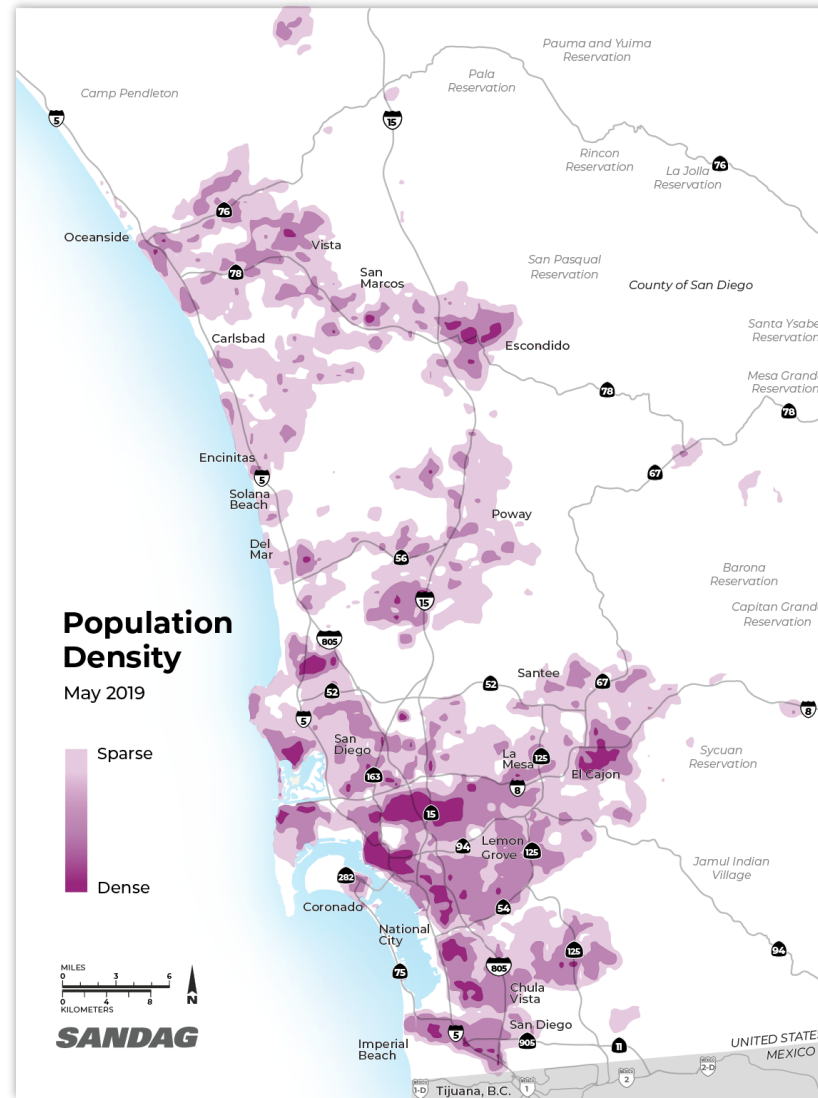 Pauma and Yuima
Reservation
Pala
Reservation
Camp Pendleton
5
15
Rincon
Reservation
La Jolla
Reservation
76
76
Oceanside
Vista
78
San
Marcos
San Pasqual
Reservation
County of San Diego
Santa Ysabe
Reservation
Carlsbad
Escondido
Mesa Grand
Reservation
78
78
Encinitas
5
67
Solana
Beach
Poway
Del
Mar
56
Barona
Reservation
15
Capitan Grand
Reservation
Population
Density
May 2019
805
52
Santee
52
67
5
8
San
Diego
La
Mesa
125
Sycuan
Reservation
Sparse
163
El Cajon
8
15
94
Lemon
Grove
125
Jamul Indian
Village
Dense
282
Coronado
54
National
City
125
94
75
805
MILES
0 3 6
N
0 4 8
KILOMETERS
Chula
Vista
SANDAG
San Diego
5
905
11
Imperial
Beach
UNITED STATE
MEXICO
1-D
Tijuana, B.C.
1
2
2-D